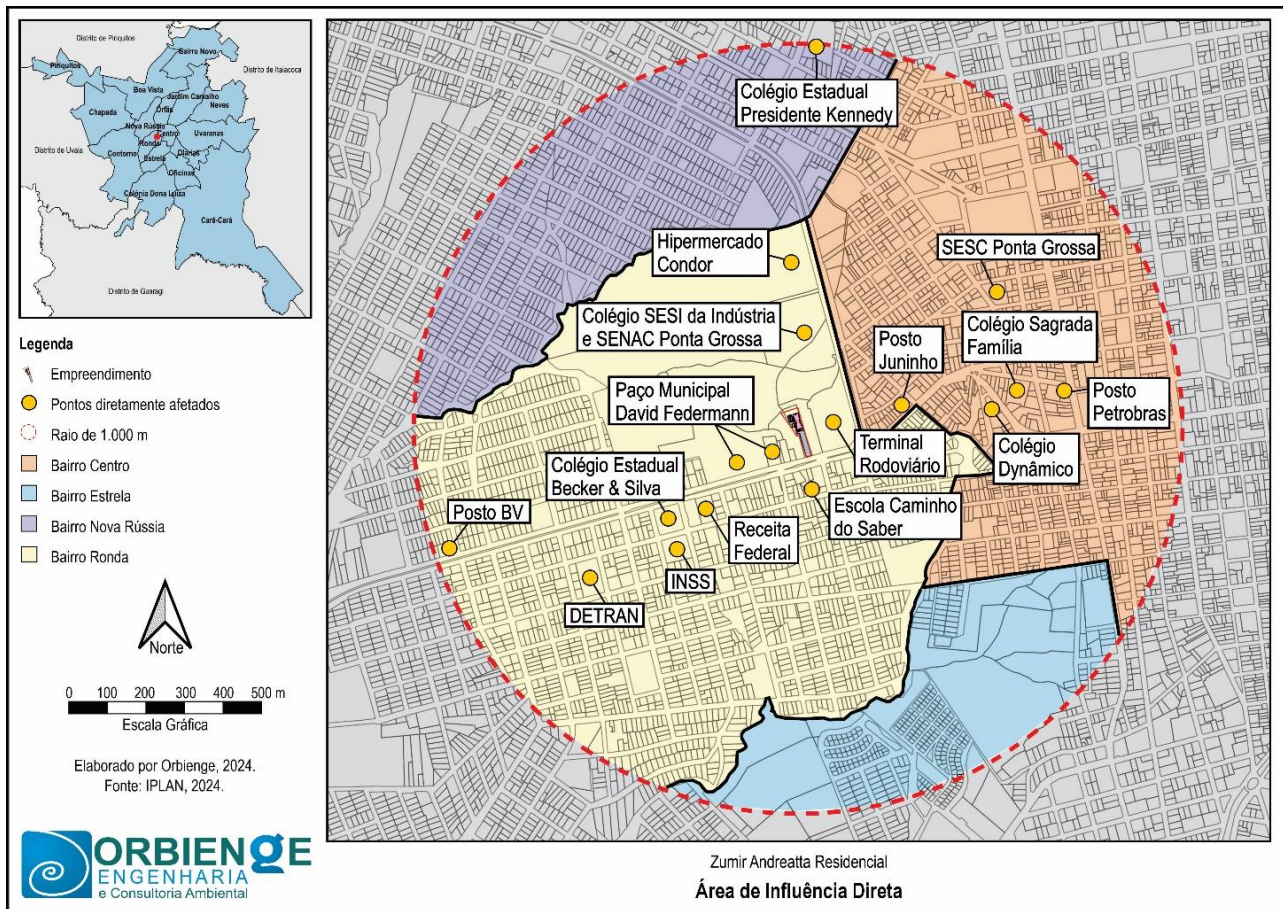 Distrito de Piriquitos
Bairro Novo
Distrito de Itaiacoca
Piriquitos
Boa Vista
Jardim Carvalho
Neves
Chapada
Órfãs
Nova Rússia
Centro
Uvaranas
Ronda
Distrito de Uvaia
Contorno
Estrela
Olarias
Oficinas
Colônia Dona Luiza
Cará-Cará
Distrito de Guaragi
Legenda
Empreendimento
Pontos diretamente afetados
Raio de 1.000 m
Bairro Centro
Bairro Estrela
Bairro Nova Rússia
Bairro Ronda
Norte
0 100 200 300 400 500 m
Escala Gráfica
Elaborado por Orbienge, 2024.
Fonte: IPLAN, 2024.
ORBIENGE
ENGENHARIA
e Consultoria Ambiental
Colégio Estadual
Presidente Kennedy
Hipermercado
Condor
SESC Ponta Grossa
Colégio SESI da Indústria
e SENAC Ponta Grossa
Posto
Juninho
Colégio Sagrada
Família
Posto
Petrobras
Paço Municipal
David Federmann
Terminal
Rodoviário
Colégio
Dynâmico
Colégio Estadual
Becker & Silva
Posto BV
Receita
Federal
Escola Caminho
do Saber
INSS
DETRAN
Zumir Andreatta Residencial
Área de Influência Direta